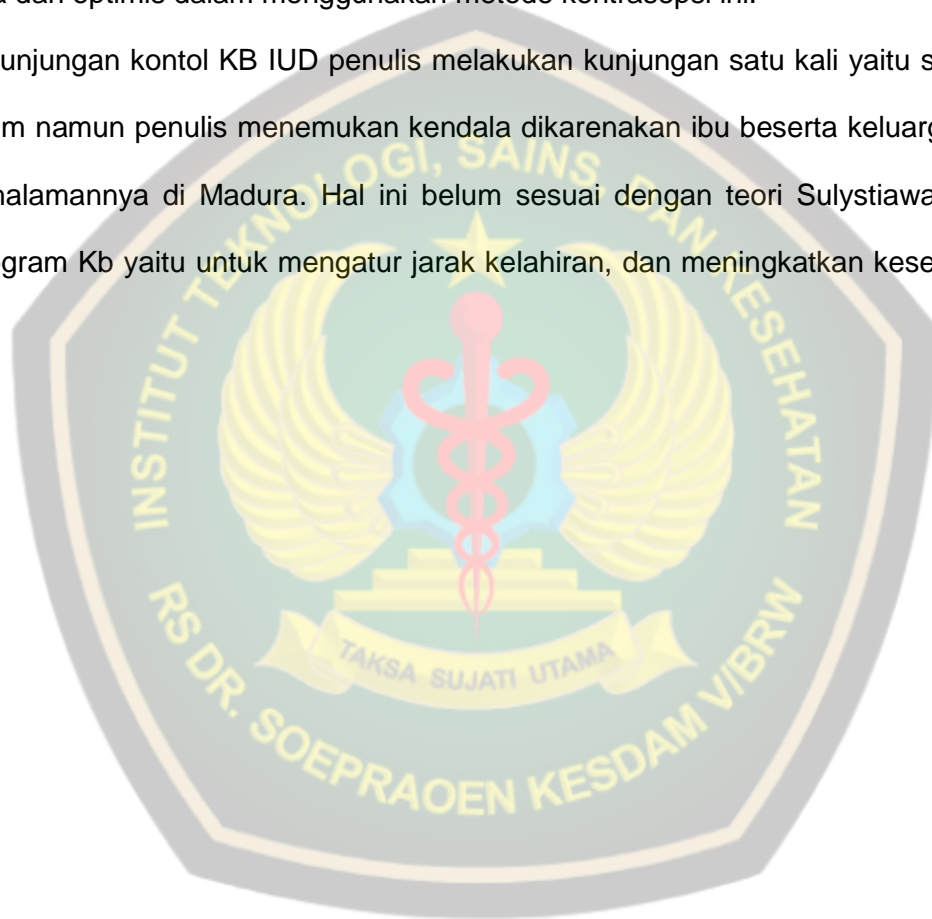 dan optimis dalam menggunakan metode kontrasepsi ini.
unjungan kontol KB IUD penulis melakukan kunjungan satu kali yaitu s
m namun penulis menemukan kendala dikarenakan ibu beserta keluarg
halamannya di Madura. Hal ini belum sesuai dengan teori Sulystiawa
gram Kb yaitu untuk mengatur jarak kelahiran, dan meningkatkan kese
INSTITUT TEKNOLOGI, SAINS, DAN KESEHATAN
TAKSA SUJATI UTAMA
RS DR. SOEPRAOEN KESDAM V/BRW